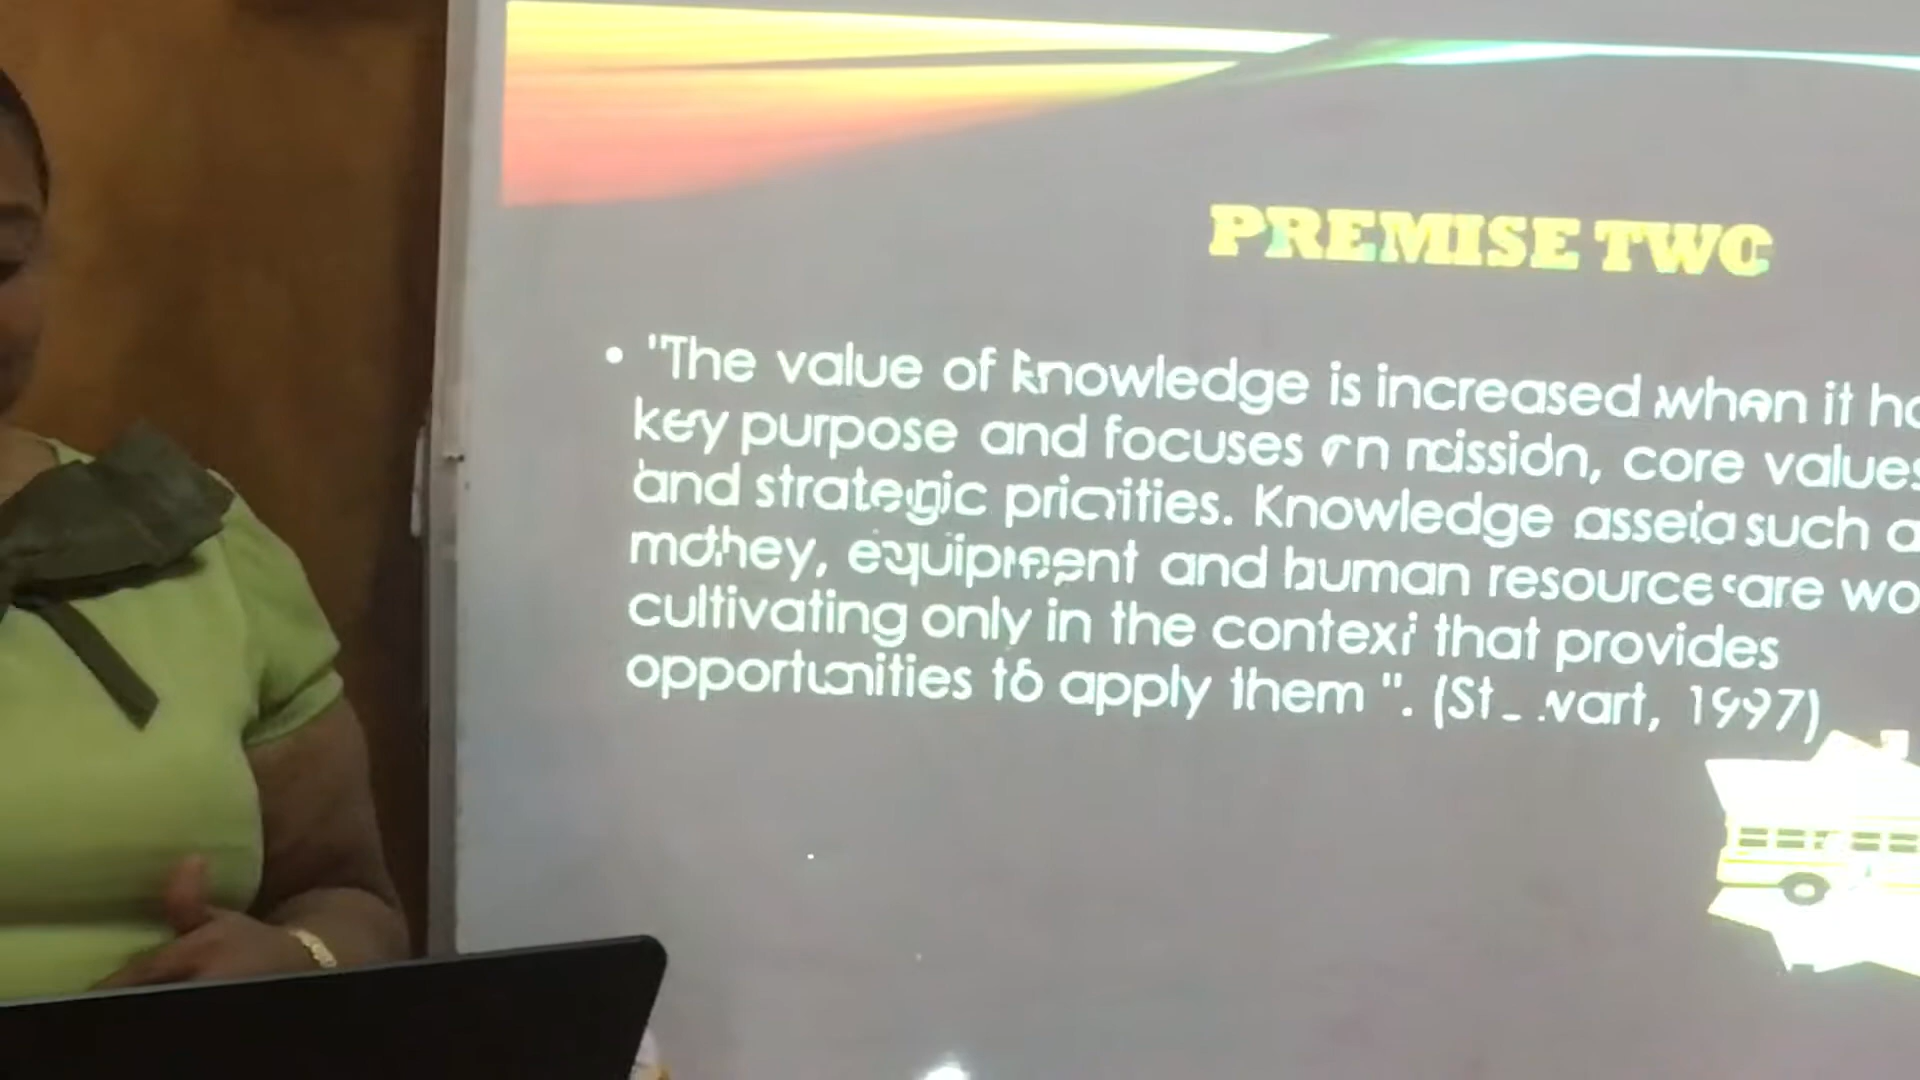 PREMISE TWO
• "The value of knowledge is increased when it
key purpose and focuses on mission, core values
and strategic priorities. Knowledge assets such
money, equipment and human resources are
cultivating only in the context that provides
opportunities to apply them ". (Stewart, 1997)